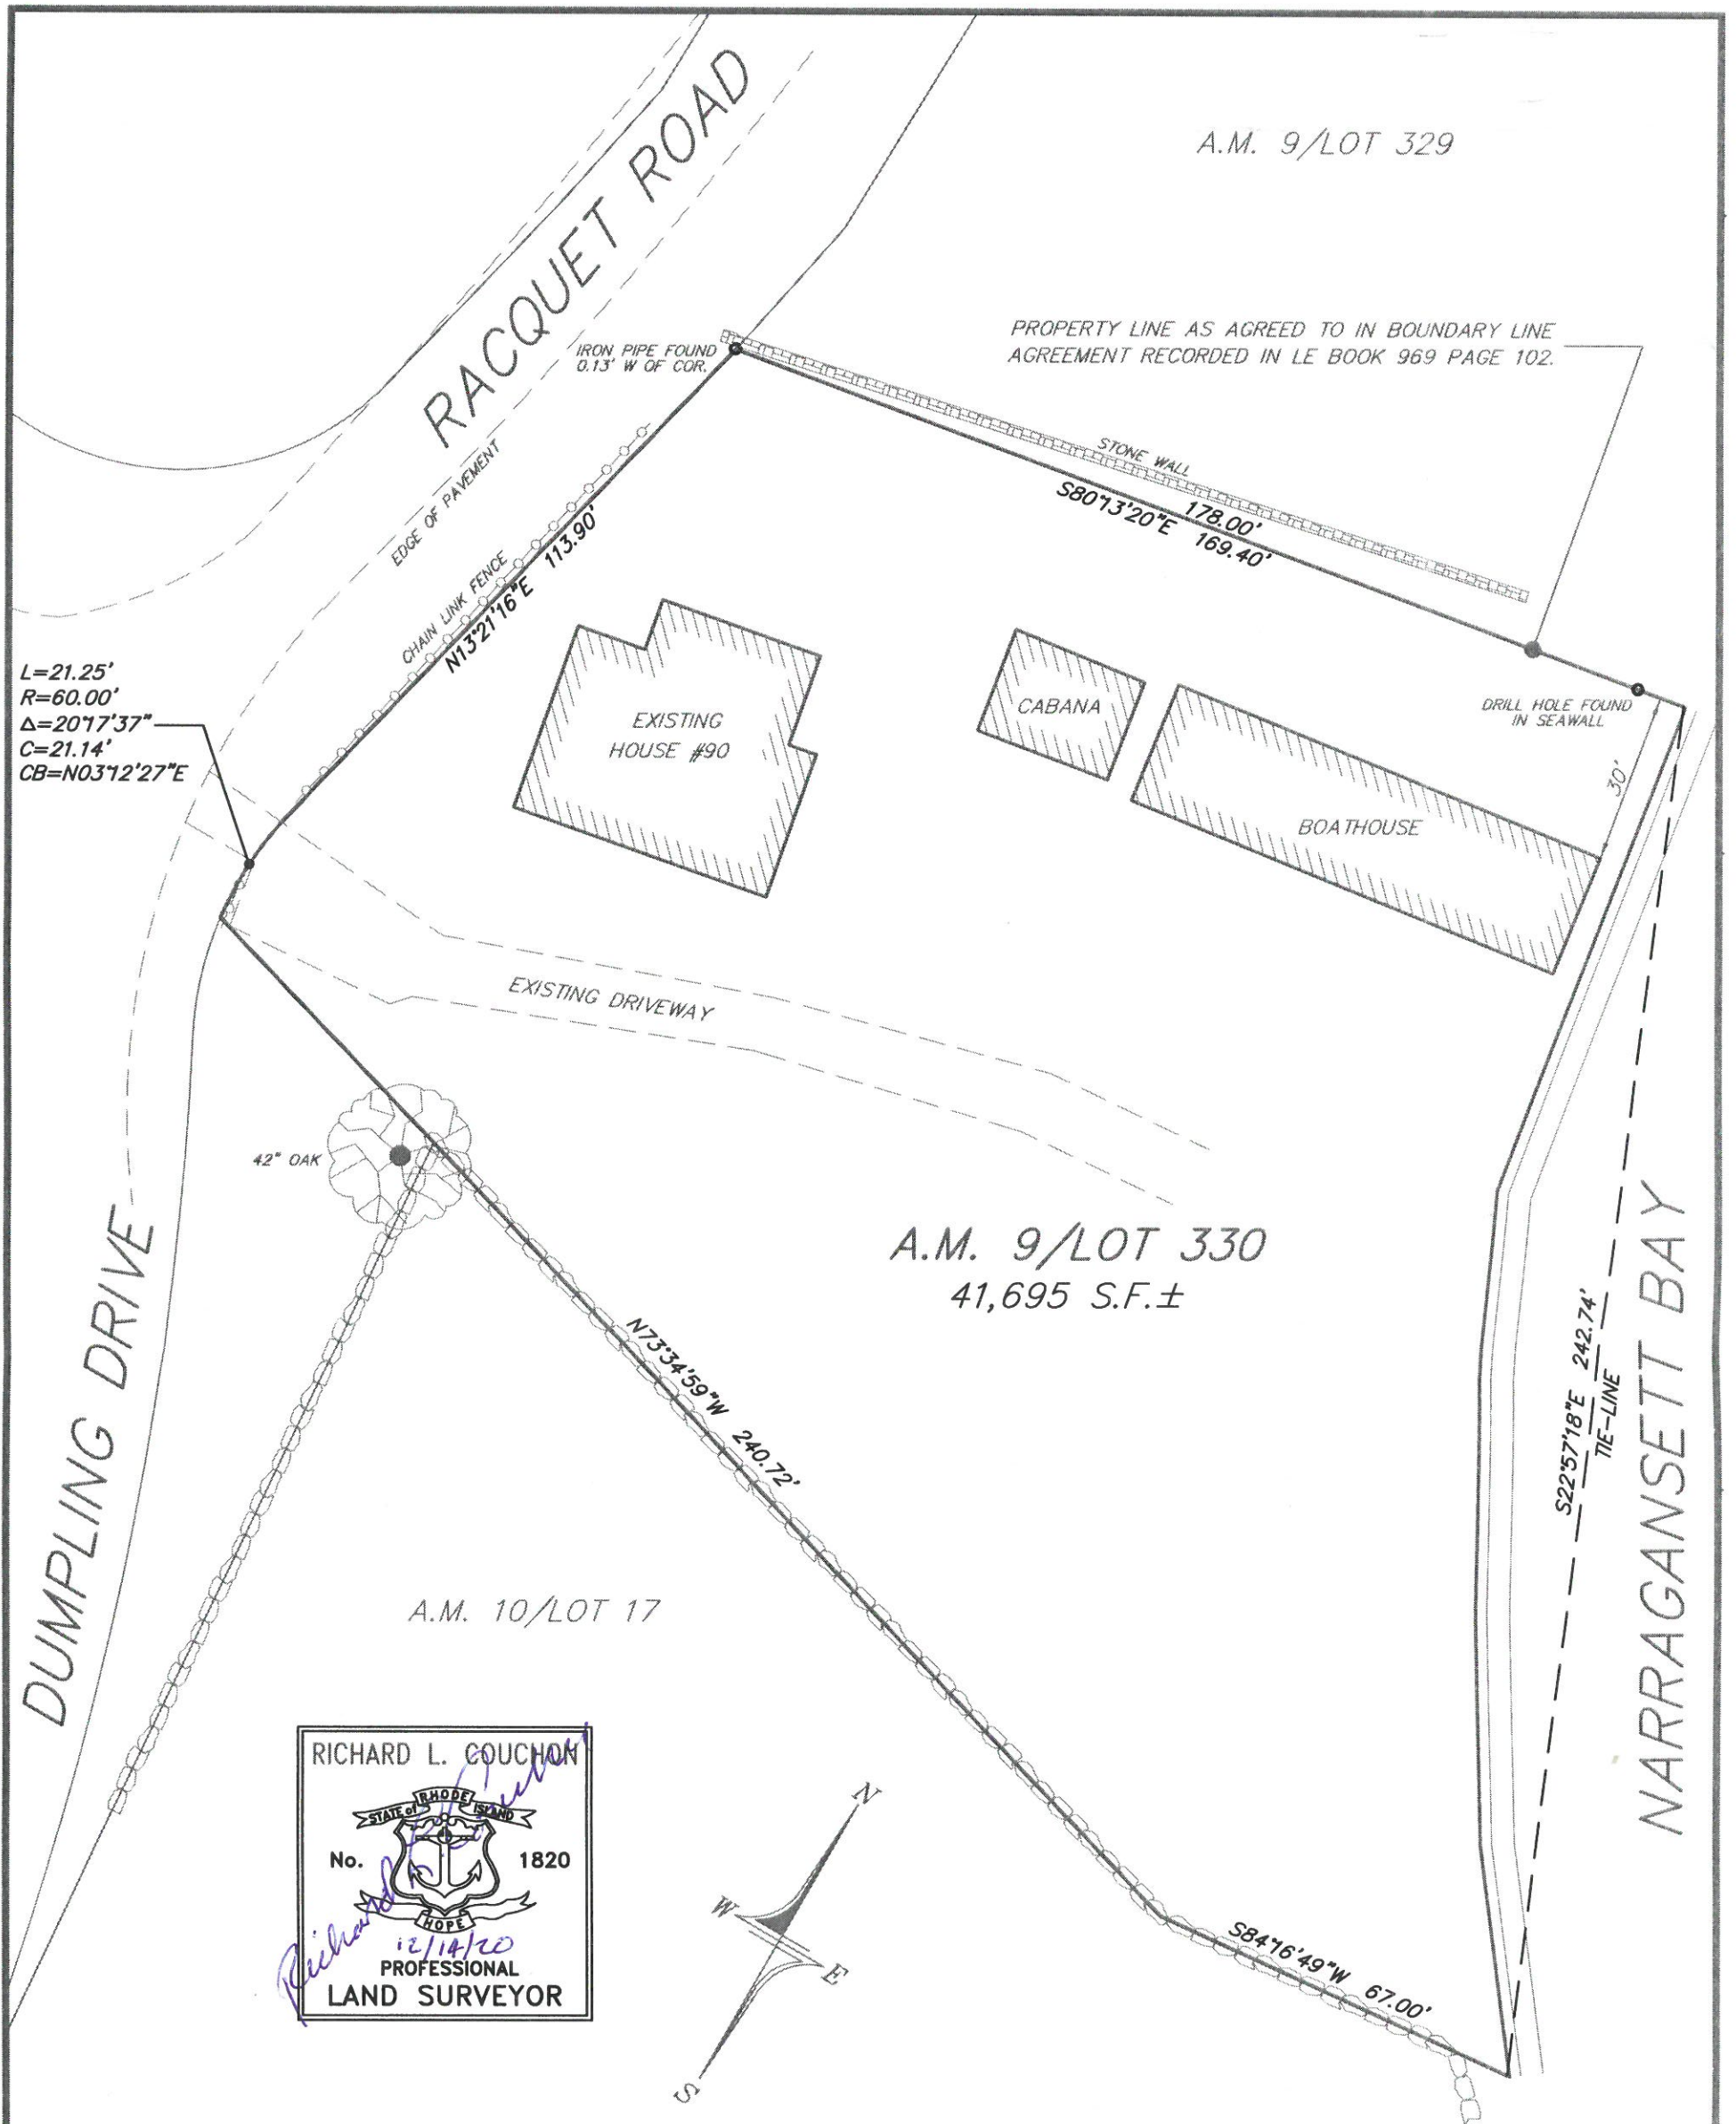 A.M. 9/LOT 329
RACQUET ROAD
PROPERTY LINE AS AGREED TO IN BOUNDARY LINE
AGREEMENT RECORDED IN LE BOOK 969 PAGE 102.
IRON PIPE FOUND
0.13' W OF COR.
STONE WALL
S80°13'20"E 178.00'
169.40'
EDGE OF PAVEMENT
CHAIN LINK FENCE
N13°21'16"E 113.90'
L=21.25'
R=60.00'
Δ=20°17'37"
C=21.14'
CB=N03°12'27"E
EXISTING
HOUSE #90
CABANA
BOATHOUSE
DRILL HOLE FOUND
IN SEAWALL
30'
EXISTING DRIVEWAY
42" OAK
DUMPLING DRIVE
A.M. 9/LOT 330
41,695 S.F.±
N73°34'59"W 240.72'
S22°57'18"E 242.74'
TIE-LINE
NARRAGANSETT BAY
A.M. 10/LOT 17
S84°16'49"W 67.00'
RICHARD L. COUCHON
STATE of RHODE ISLAND
No. 1820
HOPE
Richard L Couchon
12/14/20
PROFESSIONAL
LAND SURVEYOR
N
W
E
S